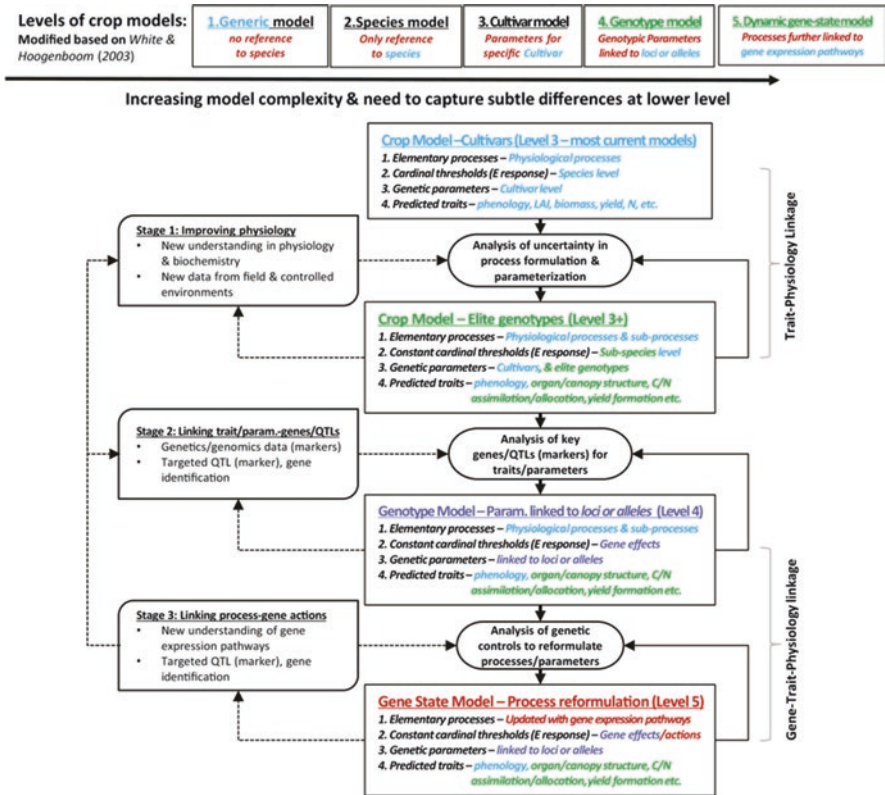 Levels of crop models:
Modified based on White &
Hoogenboom (2003)
1.Generic model
no reference
to species
2.Species model
Only reference
to species
3. Cultivar model
Parameters for
specific Cultivar
4. Genotype model
Genotypic Parameters
linked to loci or alleles
5. Dynamic gene-state model
Processes further linked to
gene expression pathways
Increasing model complexity & need to capture subtle differences at lower level
Crop Model –Cultivars (Level 3 – most current models)
1. Elementary processes – Physiological processes
2. Cardinal thresholds (E response) – Species level
3. Genetic parameters – Cultivar level
4. Predicted traits – phenology, LAI, biomass, yield, N, etc.
Stage 1: Improving physiology
• New understanding in physiology
& biochemistry
• New data from field & controlled
environments
Analysis of uncertainty in
process formulation &
parameterization
Trait-Physiology Linkage
Crop Model – Elite genotypes (Level 3+)
1. Elementary processes – Physiological processes & sub-processes
2. Constant cardinal thresholds (E response) – Sub-species level
3. Genetic parameters – Cultivars, & elite genotypes
4. Predicted traits – phenology, organ/canopy structure, C/N
assimilation/allocation, yield formation etc.
Stage 2: Linking trait/param.-genes/QTLs
• Genetics/genomics data (markers)
• Targeted QTL (marker), gene
identification
Analysis of key
genes/QTLs (markers) for
traits/parameters
Genotype Model – Param. linked to loci or alleles (Level 4)
1. Elementary processes – Physiological processes & sub-processes
2. Constant cardinal thresholds (E response) – Gene effects
3. Genetic parameters – linked to loci or alleles
4. Predicted traits – phenology, organ/canopy structure, C/N
assimilation/allocation, yield formation etc.
Stage 3: Linking process-gene actions
• New understanding of gene
expression pathways
• Targeted QTL (marker), gene
identification
Analysis of genetic
controls to reformulate
processes/parameters
Gene-Trait-Physiology linkage
Gene State Model – Process reformulation (Level 5)
1. Elementary processes – Updated with gene expression pathways
2. Constant cardinal thresholds (E response) – Gene effects/actions
3. Genetic parameters – linked to loci or alleles
4. Predicted traits – phenology, organ/canopy structure, C/N
assimilation/allocation, yield formation etc.